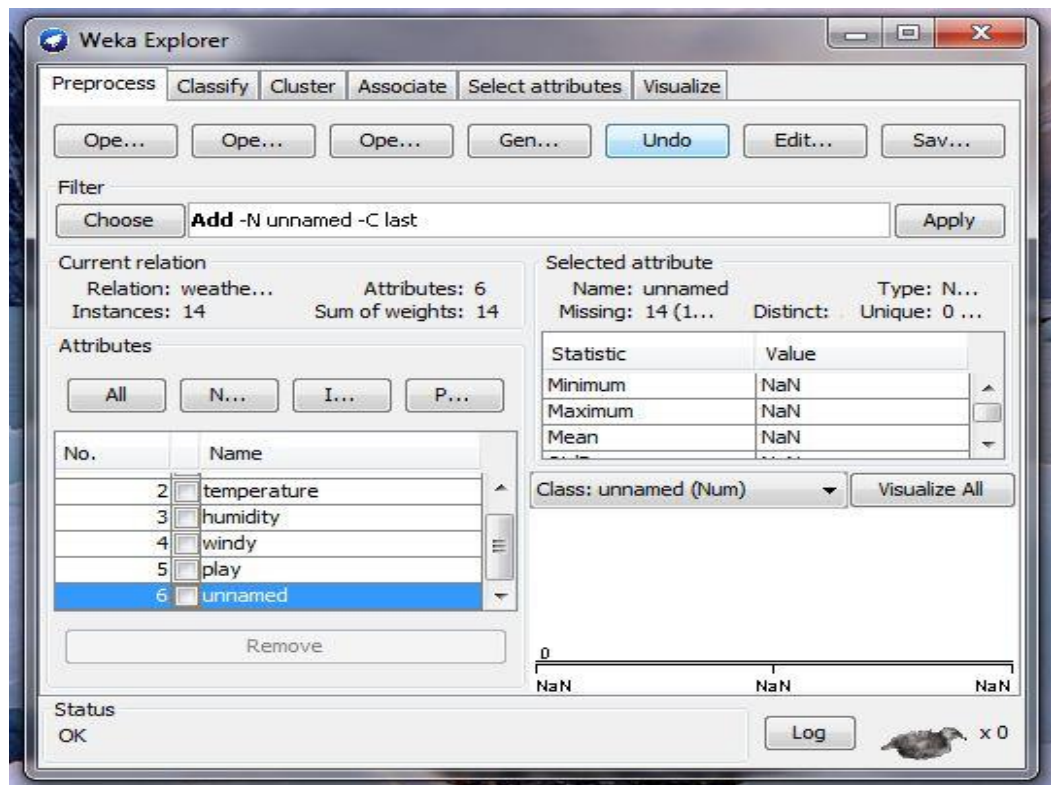 Weka Explorer
Preprocess Classify Cluster Associate Select attributes Visualize
Ope... Ope... Ope... Gen... Undo Edit... Sav...
Filter
Choose Add -N unnamed -C last Apply
Current relation
Relation: weathe... Attributes: 6
Instances: 14 Sum of weights: 14
Selected attribute
Name: unnamed Type: N...
Missing: 14 (1... Distinct: Unique: 0 ...
Attributes
All N... I... P...
No. Name
2 temperature
3 humidity
4 windy
5 play
6 unnamed
Remove
Statistic Value
Minimum NaN
Maximum NaN
Mean NaN
Class: unnamed (Num) Visualize All
0
NaN NaN NaN
Status
OK
Log x 0